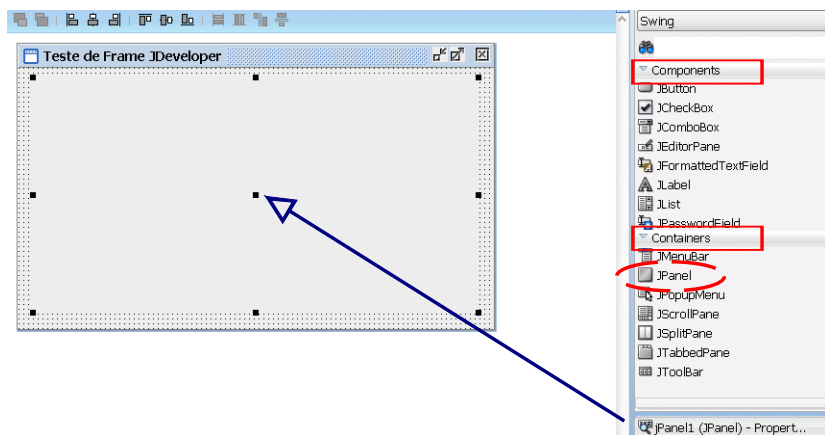 Teste de Frame JDeveloper
Swing
Components
JButton
JCheckBox
JComboBox
JEditorPane
JFormattedTextField
JLabel
JList
JPasswordField
Containers
JMenuBar
JPanel
JPopupMenu
JScrollPane
JSplitPane
JTabbedPane
JToolBar
jPanel1 (JPanel) - Propert...